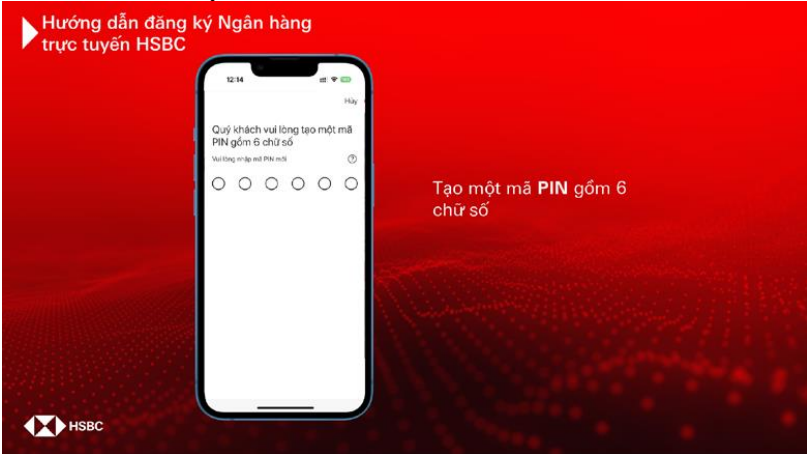 Hướng dẫn đăng ký Ngân hàng
trực tuyến HSBC
12:14
Hủy
Quý khách vui lòng tạo một mã
PIN gồm 6 chữ số
Vui lòng nhập mã PIN mới
?
Tạo một mã PIN gồm 6
chữ số
HSBC